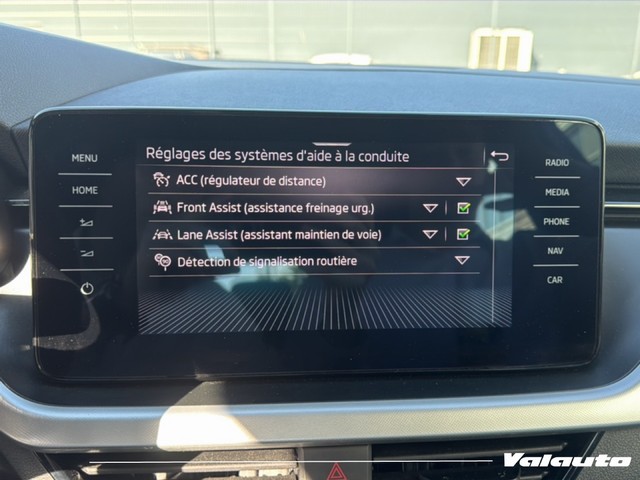 Réglages des systèmes d'aide à la conduite
MENU
HOME
ACC (régulateur de distance)
Front Assist (assistance freinage urg.)
Lane Assist (assistant maintien de voie)
Détection de signalisation routière
RADIO
MEDIA
PHONE
NAV
CAR
Valauto